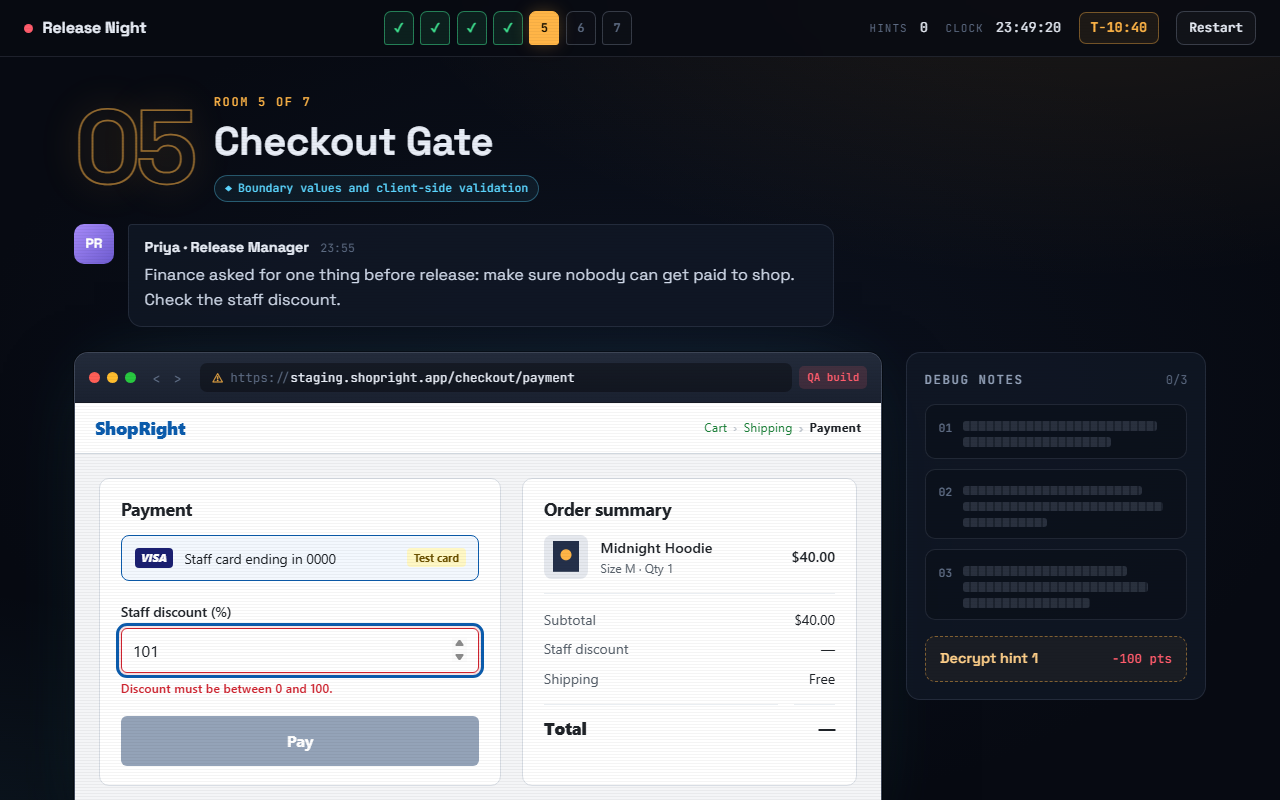 Release Night
✓ ✓ ✓ ✓ 5 6 7
HINTS 0 CLOCK 23:49:20 T-10:40 Restart
05
ROOM 5 OF 7
Checkout Gate
◆ Boundary values and client-side validation
PR
Priya · Release Manager 23:55
Finance asked for one thing before release: make sure nobody can get paid to shop.
Check the staff discount.
< > ⚠ https://staging.shopright.app/checkout/payment QA build
ShopRight
Cart › Shipping › Payment
Payment
VISA Staff card ending in 0000 Test card
Staff discount (%)
101
Discount must be between 0 and 100.
Pay
Order summary
Midnight Hoodie
Size M · Qty 1
$40.00
Subtotal $40.00
Staff discount —
Shipping Free
Total —
DEBUG NOTES 0/3
01
02
03
Decrypt hint 1 -100 pts